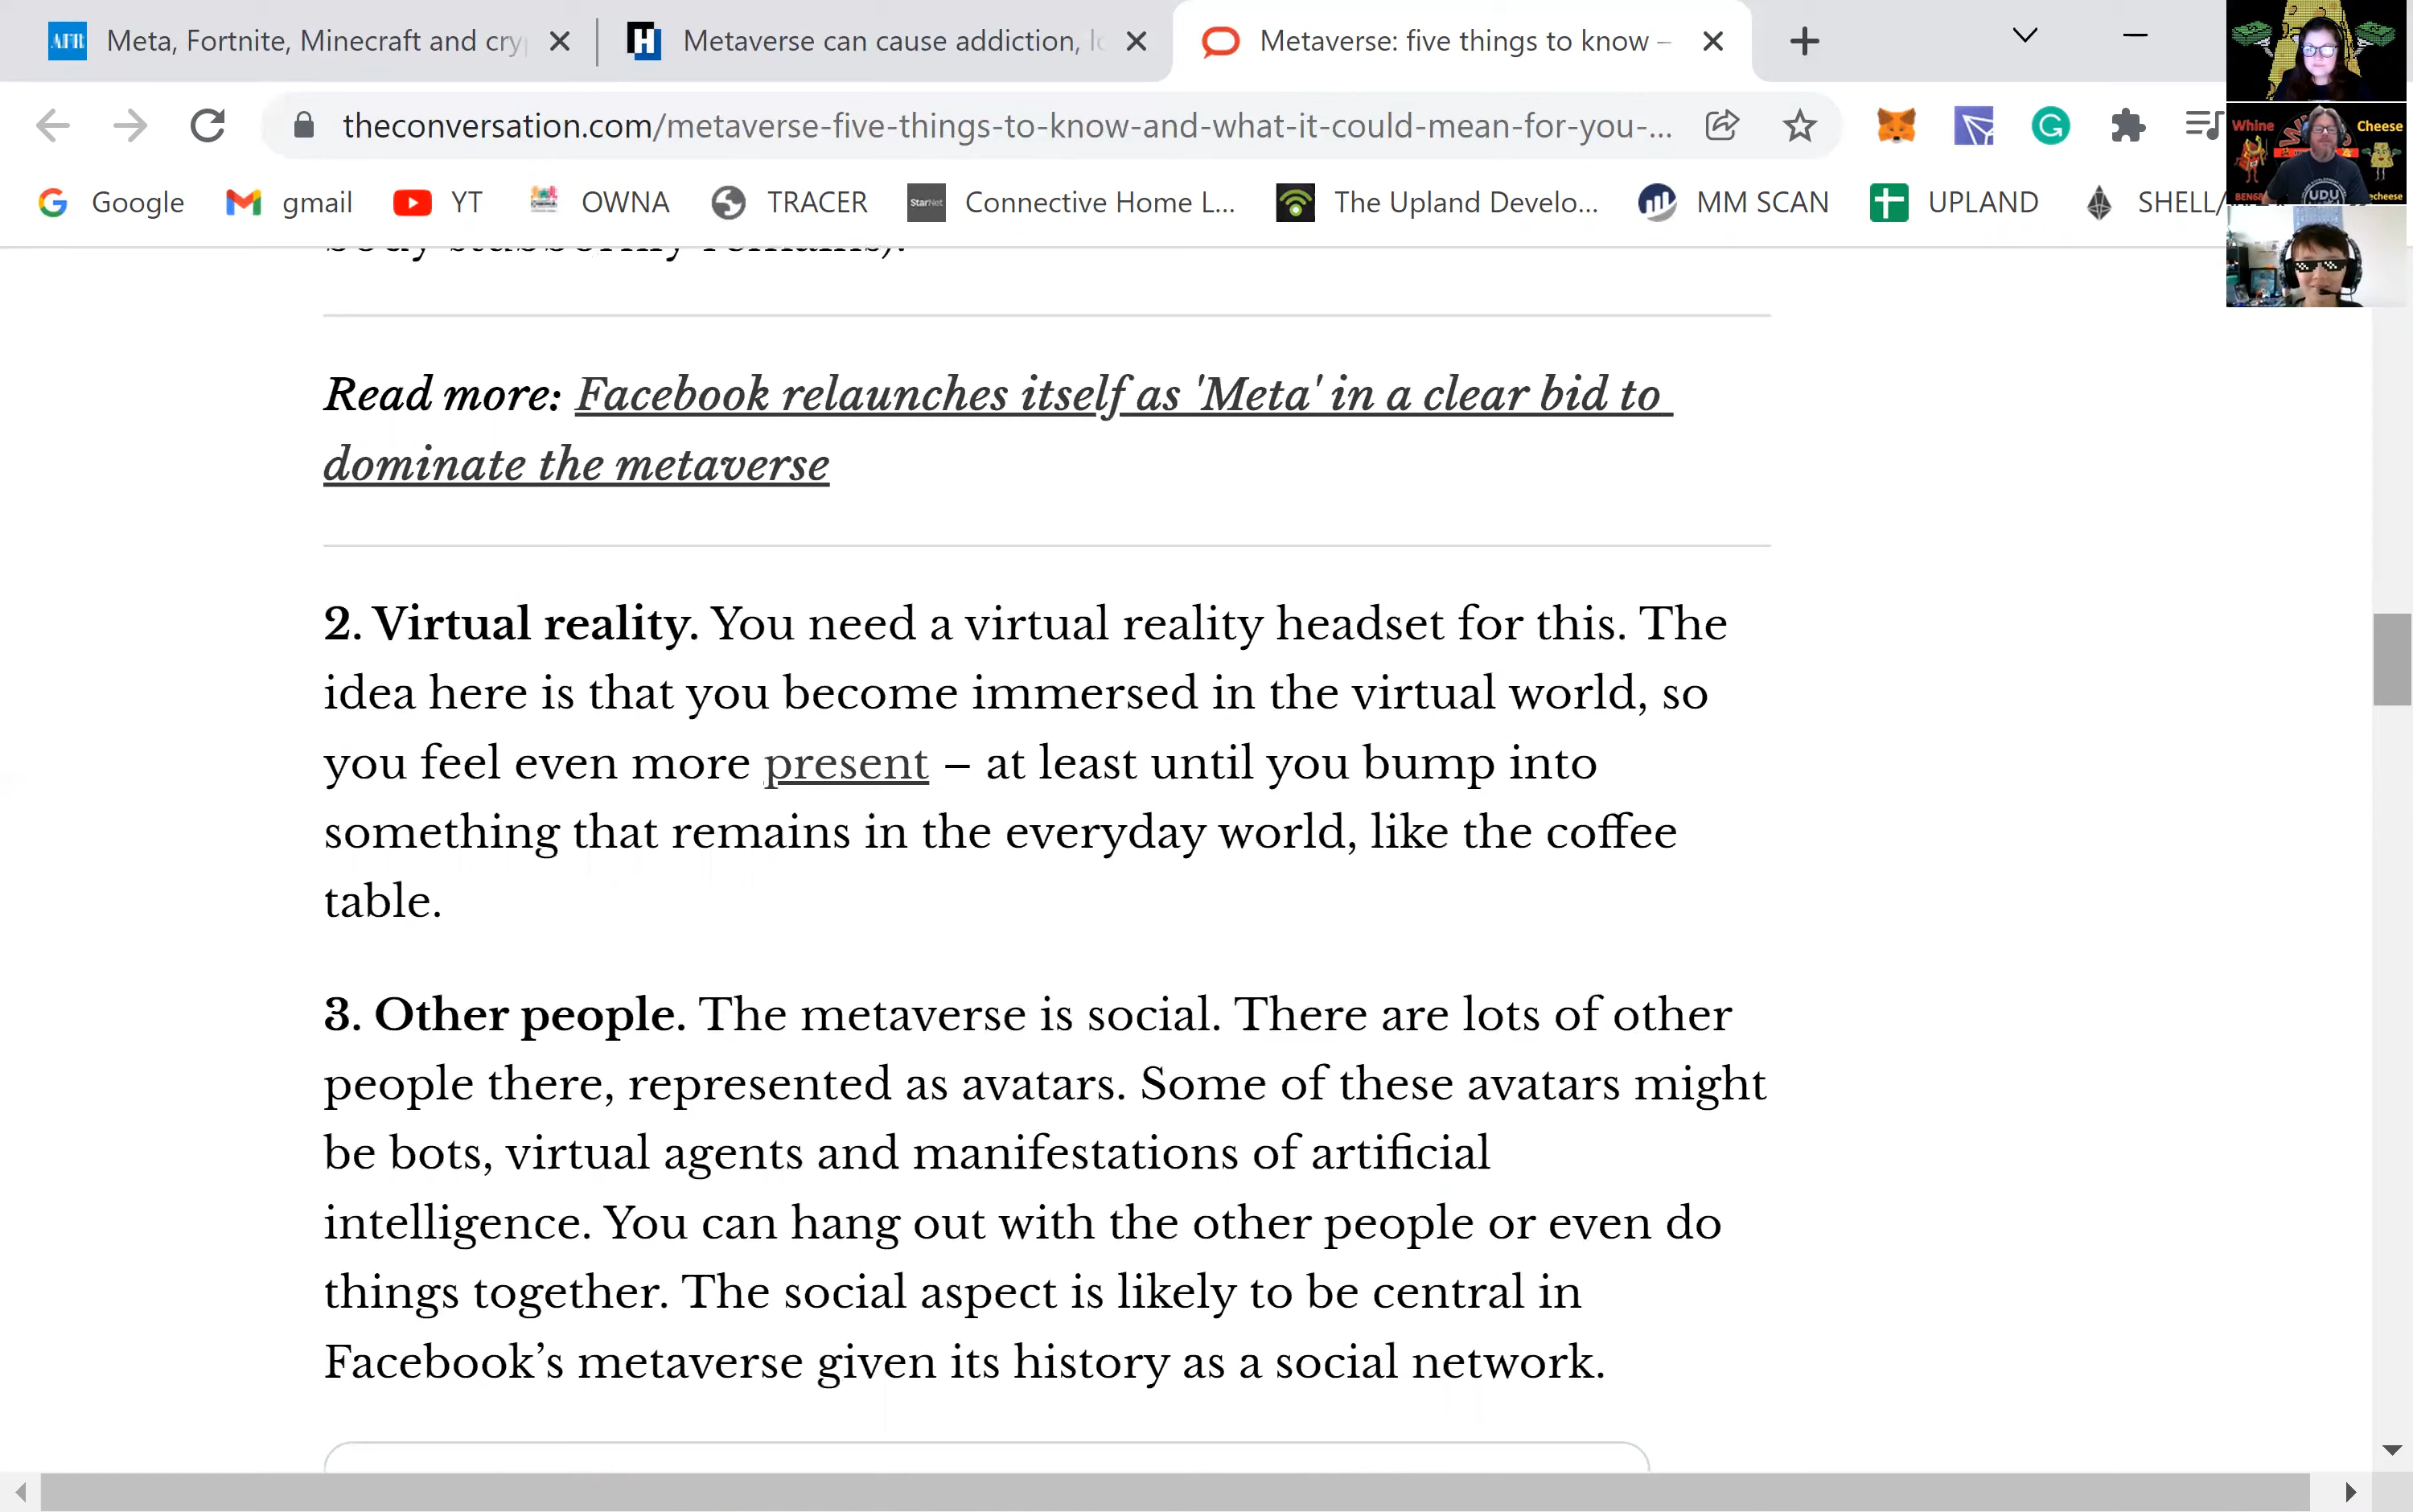 AFR Meta, Fortnite, Minecraft and cry
H Metaverse can cause addiction, lo
Metaverse: five things to know –
theconversation.com/metaverse-five-things-to-know-and-what-it-could-mean-for-you-...
Google gmail YT OWNA TRACER StarNet Connective Home L... The Upland Develo... MM SCAN UPLAND SHELL/
Whine Cheese
UDU
body stubbornly remains).
Read more: Facebook relaunches itself as 'Meta' in a clear bid to
dominate the metaverse
2. Virtual reality. You need a virtual reality headset for this. The
idea here is that you become immersed in the virtual world, so
you feel even more present – at least until you bump into
something that remains in the everyday world, like the coffee
table.
3. Other people. The metaverse is social. There are lots of other
people there, represented as avatars. Some of these avatars might
be bots, virtual agents and manifestations of artificial
intelligence. You can hang out with the other people or even do
things together. The social aspect is likely to be central in
Facebook’s metaverse given its history as a social network.